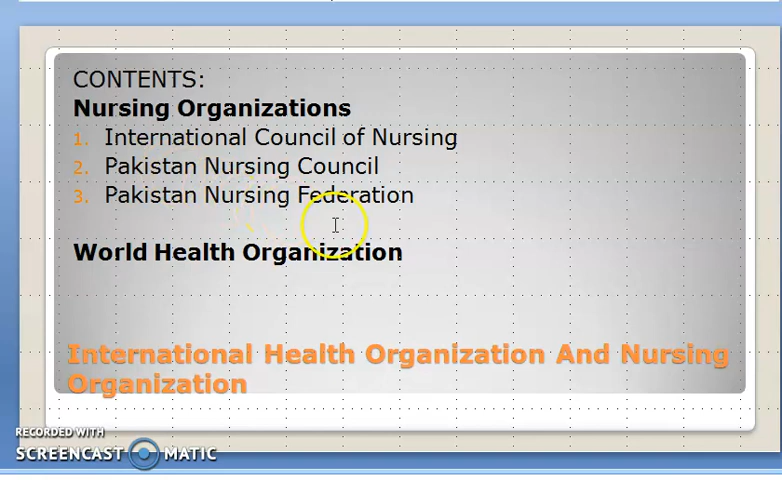 CONTENTS:
Nursing Organizations
1. International Council of Nursing
2. Pakistan Nursing Council
3. Pakistan Nursing Federation
World Health Organization
International Health Organization And Nursing
Organization
RECORDED WITH
SCREENCAST MATIC